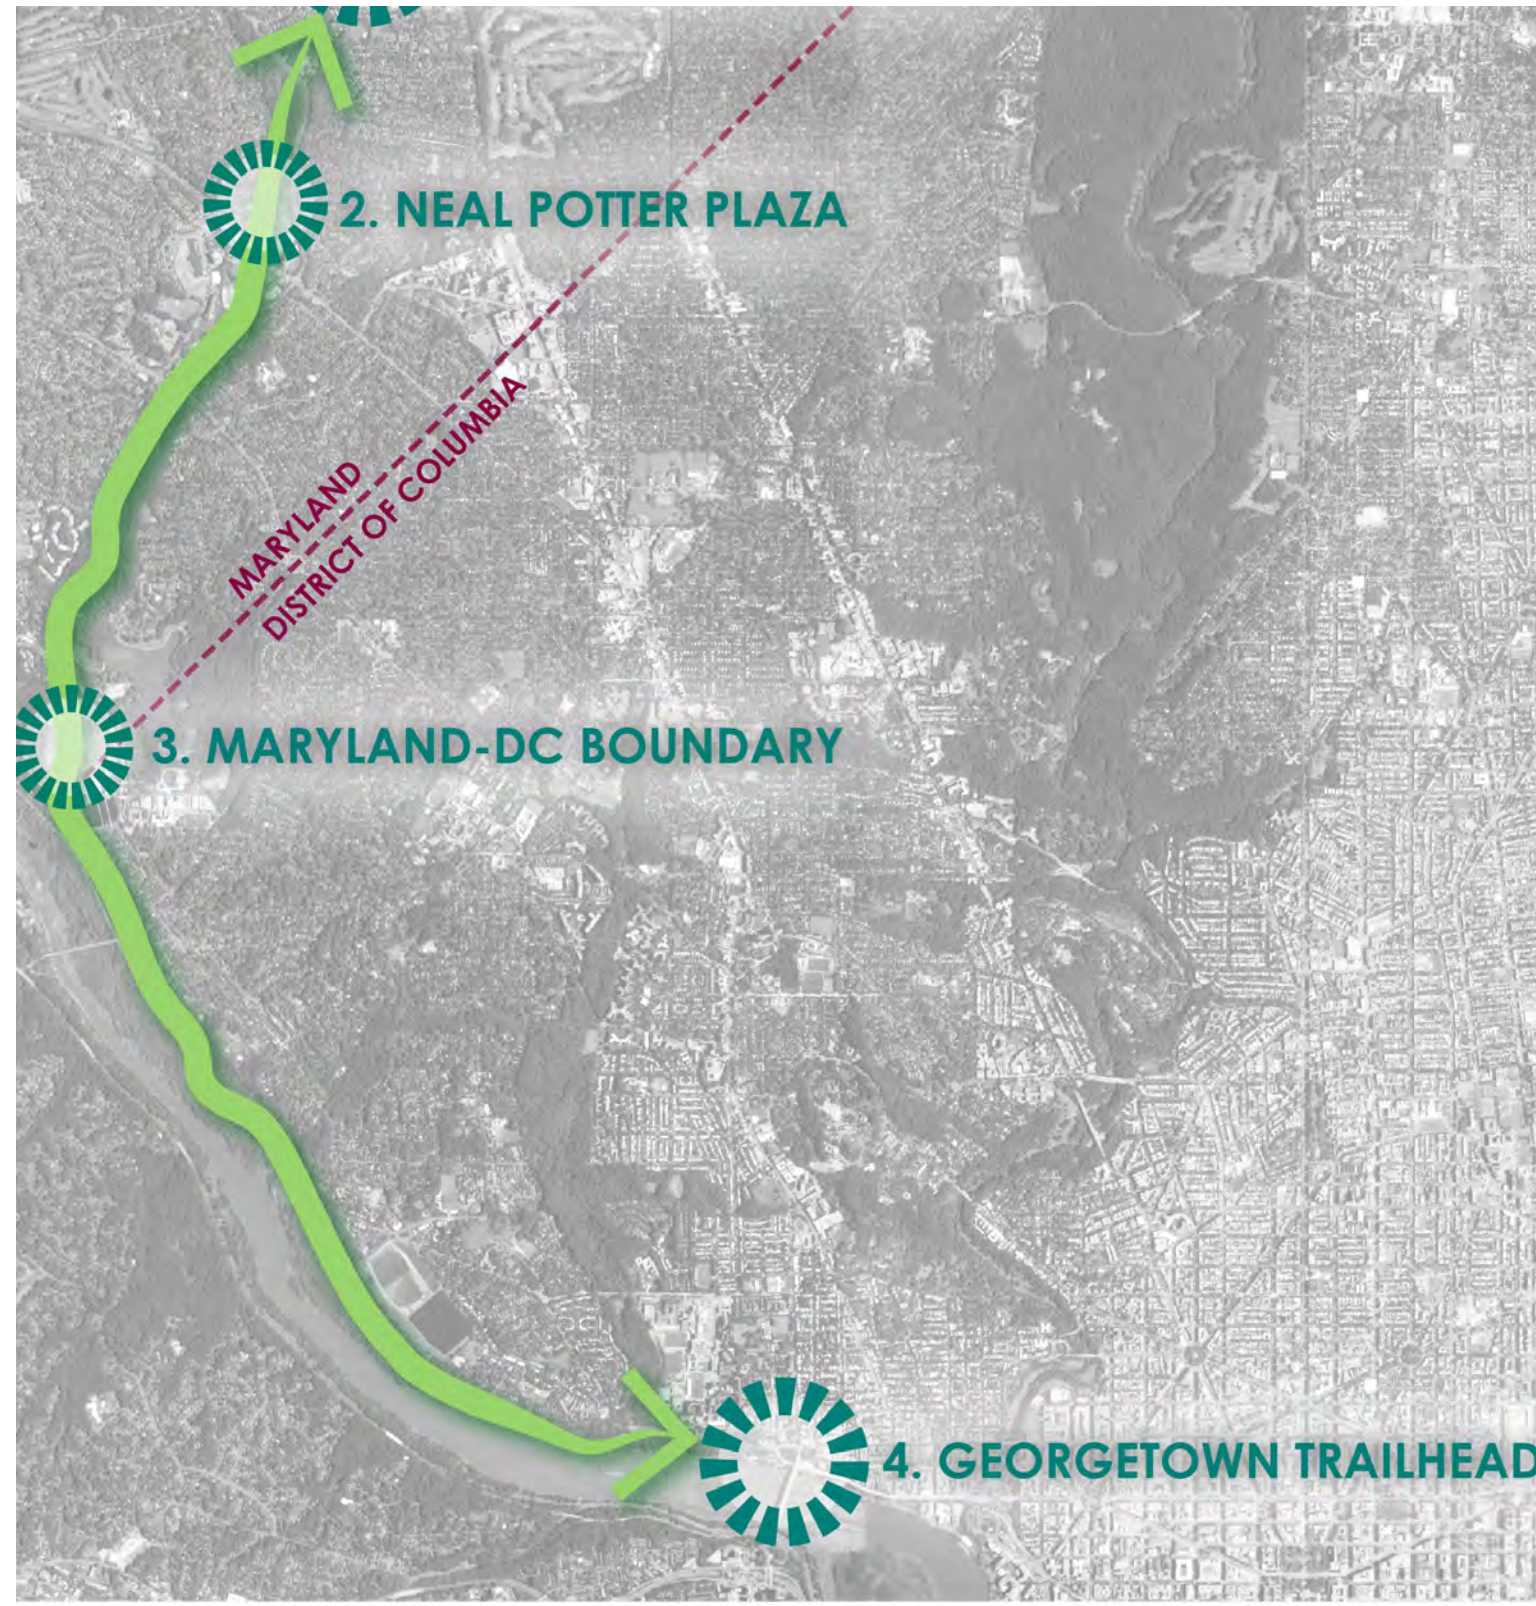 2. NEAL POTTER PLAZA
MARYLAND
DISTRICT OF COLUMBIA
3. MARYLAND-DC BOUNDARY
4. GEORGETOWN TRAILHEAD